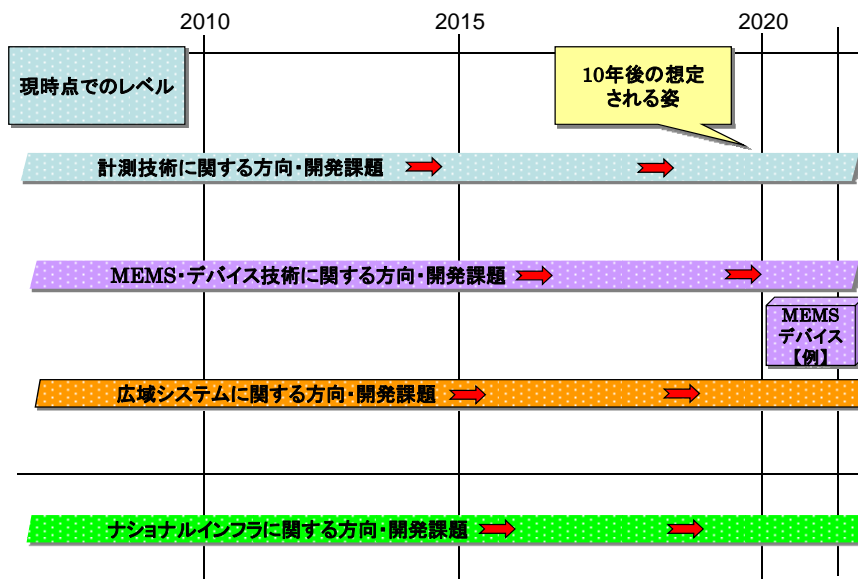 2010 2015 2020
現時点でのレベル
10年後の想定
される姿
計測技術に関する方向・開発課題
MEMS・デバイス技術に関する方向・開発課題
MEMS
デバイス
【例】
広域システムに関する方向・開発課題
ナショナルインフラに関する方向・開発課題